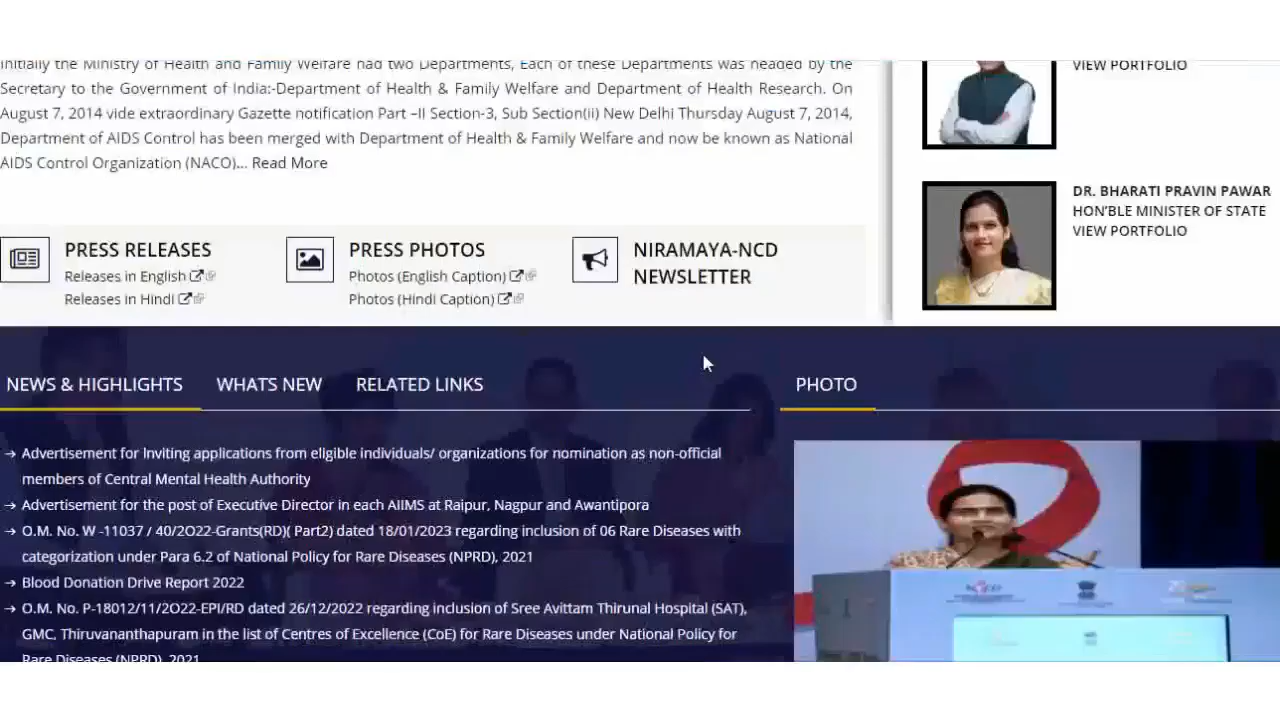 Initially the Ministry of Health and Family Welfare had two Departments, Each of these Departments was headed by the
Secretary to the Government of India:-Department of Health & Family Welfare and Department of Health Research. On
August 7, 2014 vide extraordinary Gazette notification Part –II Section-3, Sub Section(ii) New Delhi Thursday August 7, 2014,
Department of AIDS Control has been merged with Department of Health & Family Welfare and now be known as National
AIDS Control Organization (NACO)... Read More
VIEW PORTFOLIO
DR. BHARATI PRAVIN PAWAR
HON'BLE MINISTER OF STATE
VIEW PORTFOLIO
PRESS RELEASES
Releases in English
Releases in Hindi
PRESS PHOTOS
Photos (English Caption)
Photos (Hindi Caption)
NIRAMAYA-NCD
NEWSLETTER
NEWS & HIGHLIGHTS WHATS NEW RELATED LINKS
→ Advertisement for Inviting applications from eligible individuals/ organizations for nomination as non-official
members of Central Mental Health Authority
→ Advertisement for the post of Executive Director in each AIIMS at Raipur, Nagpur and Awantipora
→ O.M. No. W -11037 / 40/2O22-Grants(RD)( Part2) dated 18/01/2023 regarding inclusion of 06 Rare Diseases with
categorization under Para 6.2 of National Policy for Rare Diseases (NPRD), 2021
→ Blood Donation Drive Report 2022
→ O.M. No. P-18012/11/2O22-EPI/RD dated 26/12/2022 regarding inclusion of Sree Avittam Thirunal Hospital (SAT),
GMC, Thiruvananthapuram in the list of Centres of Excellence (CoE) for Rare Diseases under National Policy for
Rare Diseases (NPRD), 2021
PHOTO